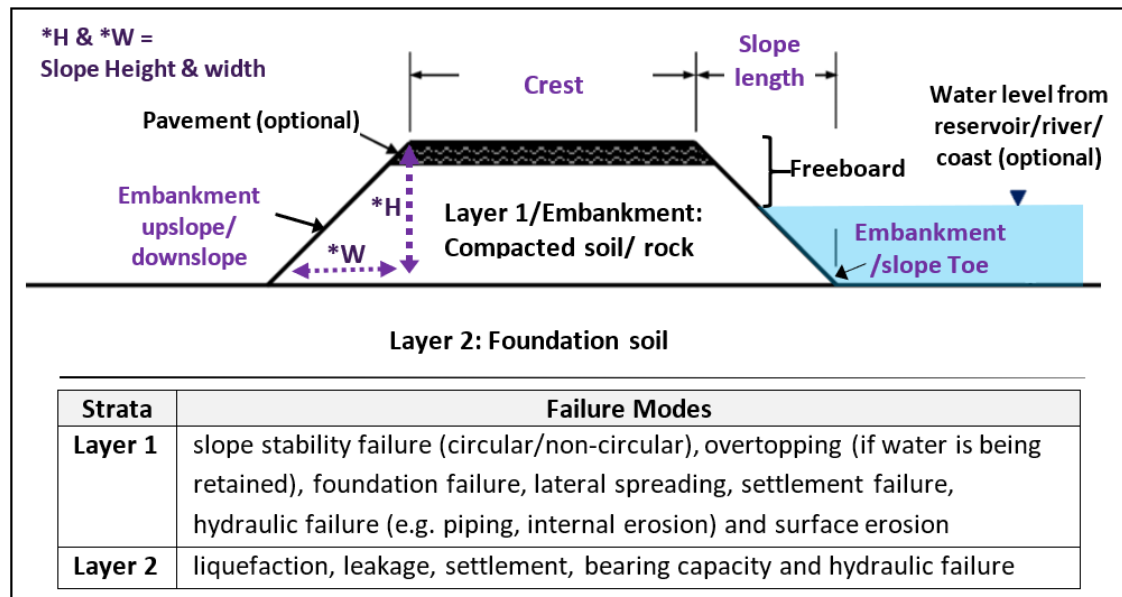 *H & *W =
Slope Height & width
Crest
Slope
length
Pavement (optional)
Water level from
reservoir/river/
coast (optional)
Freeboard
Embankment
upslope/
downslope
*H
*W
Layer 1/Embankment:
Compacted soil/ rock
Embankment
/slope Toe
Layer 2: Foundation soil
Strata Failure Modes
Layer 1 slope stability failure (circular/non-circular), overtopping (if water is being
retained), foundation failure, lateral spreading, settlement failure,
hydraulic failure (e.g. piping, internal erosion) and surface erosion
Layer 2 liquefaction, leakage, settlement, bearing capacity and hydraulic failure